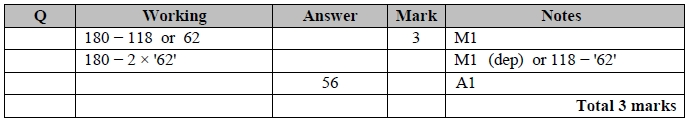 Q Working Answer Mark Notes
180 – 118 or 62 3 M1
180 – 2 × '62' M1 (dep) or 118 – '62'
56 A1
Total 3 marks